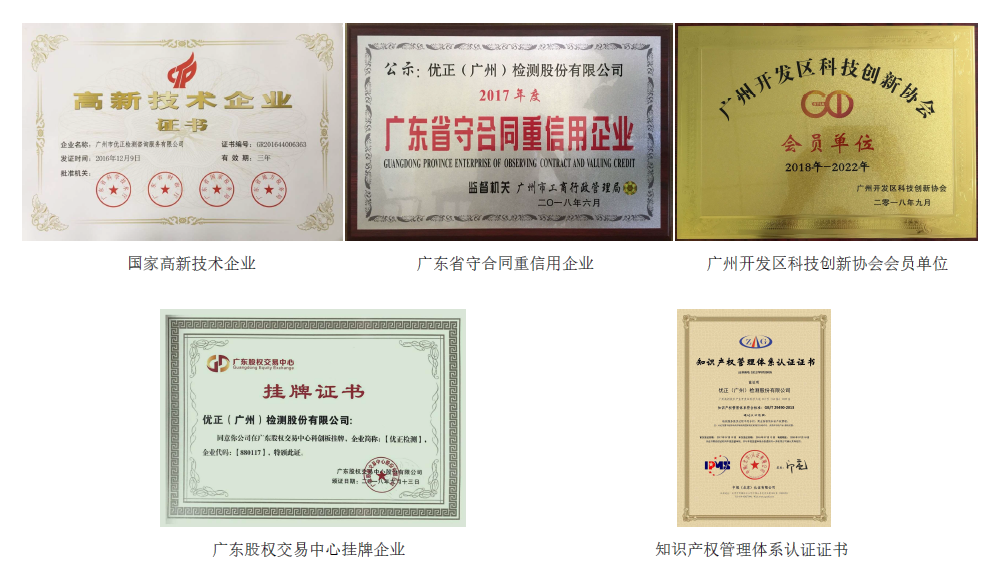 高新技术企业
证书
企业名称：广州市优正检测咨询服务有限公司
证书编号：GR201644006363
发证时间：2016年12月9日
有 效 期：三年
批准机关：
公示：优正（广州）检测股份有限公司
2017年度
广东省守合同重信用企业
GUANGDONG PROVINCE ENTERPRISE OF OBSERVING CONTRACT AND VALUING CREDIT
监督机关 广州市工商行政管理局
二〇一八年六月
广州开发区科技创新协会
会员单位
2018年-2022年
广州开发区科技创新协会
二零一八年九月
国家高新技术企业
广东省守合同重信用企业
广州开发区科技创新协会会员单位
广东股权交易中心
Guangdong Equity Exchange
挂牌证书
优正（广州）检测股份有限公司：
同意你公司在广东股权交易中心科创板挂牌，企业简称：【优正检测】，
企业代码：【880117】，特颁此证。
广东股权交易中心股份有限公司
ZAG
知识产权管理体系认证证书
优正（广州）检测股份有限公司
IPMS
广东股权交易中心挂牌企业
知识产权管理体系认证证书